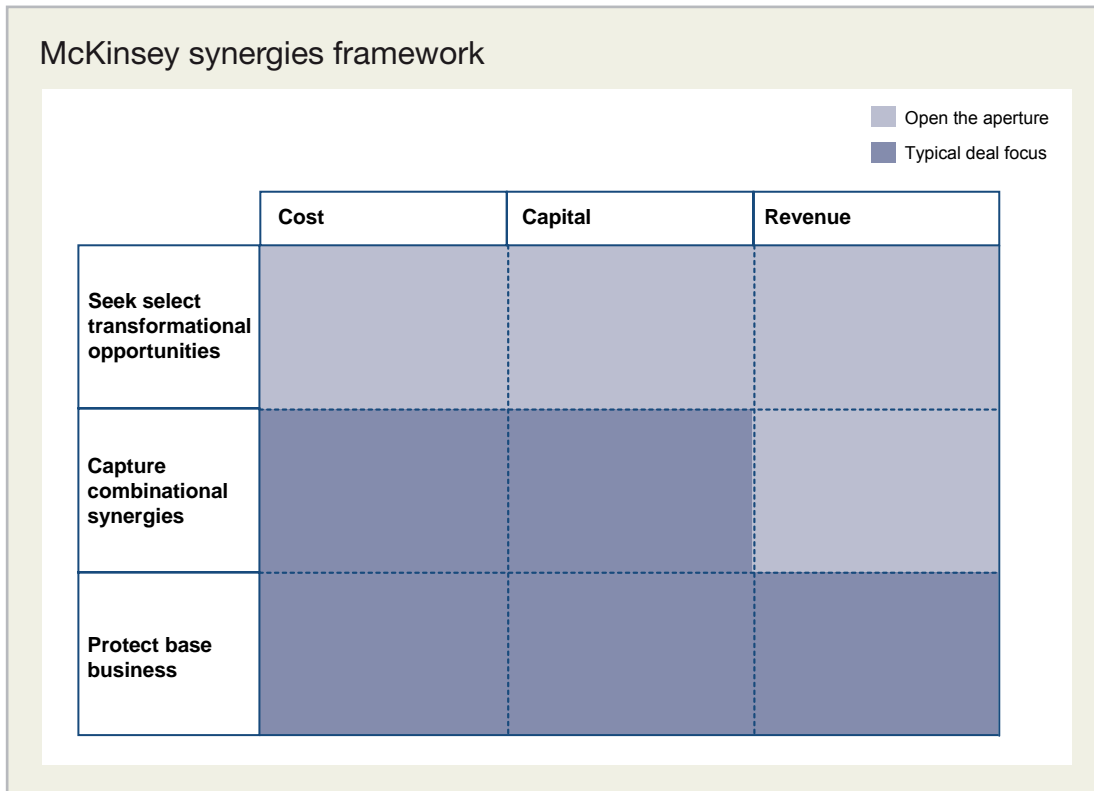 McKinsey synergies framework
Open the aperture
Typical deal focus
Cost
Capital
Revenue
Seek select
transformational
opportunities
Capture
combinational
synergies
Protect base
business